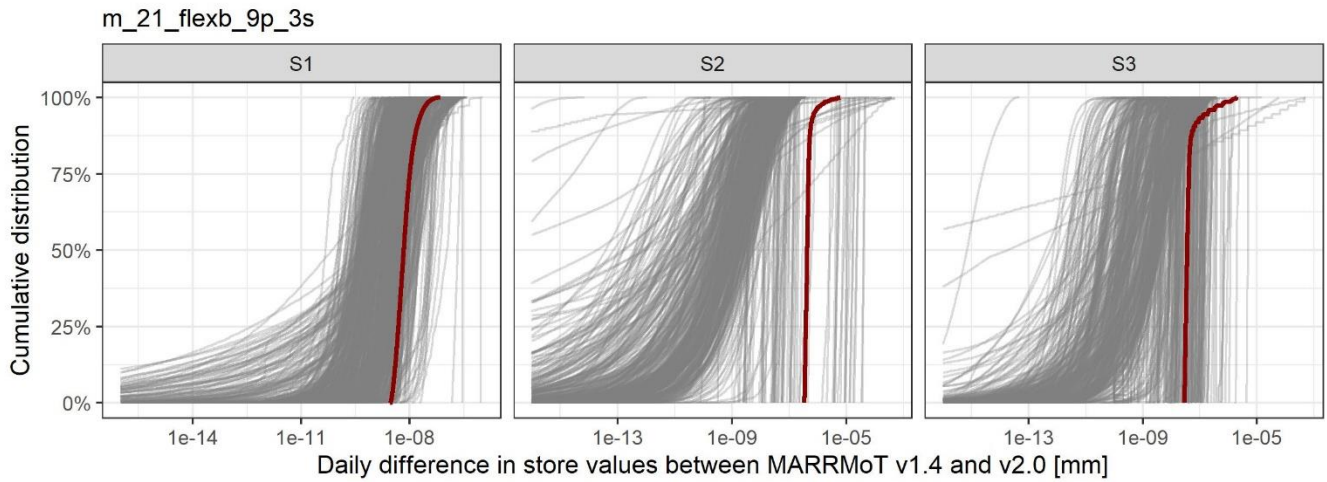 m_21_flexb_9p_3s
S1 S2 S3
100%
75%
50%
25%
0%
Cumulative distribution
1e-14 1e-11 1e-08 1e-13 1e-09 1e-05 1e-13 1e-09 1e-05
Daily difference in store values between MARRMoT v1.4 and v2.0 [mm]